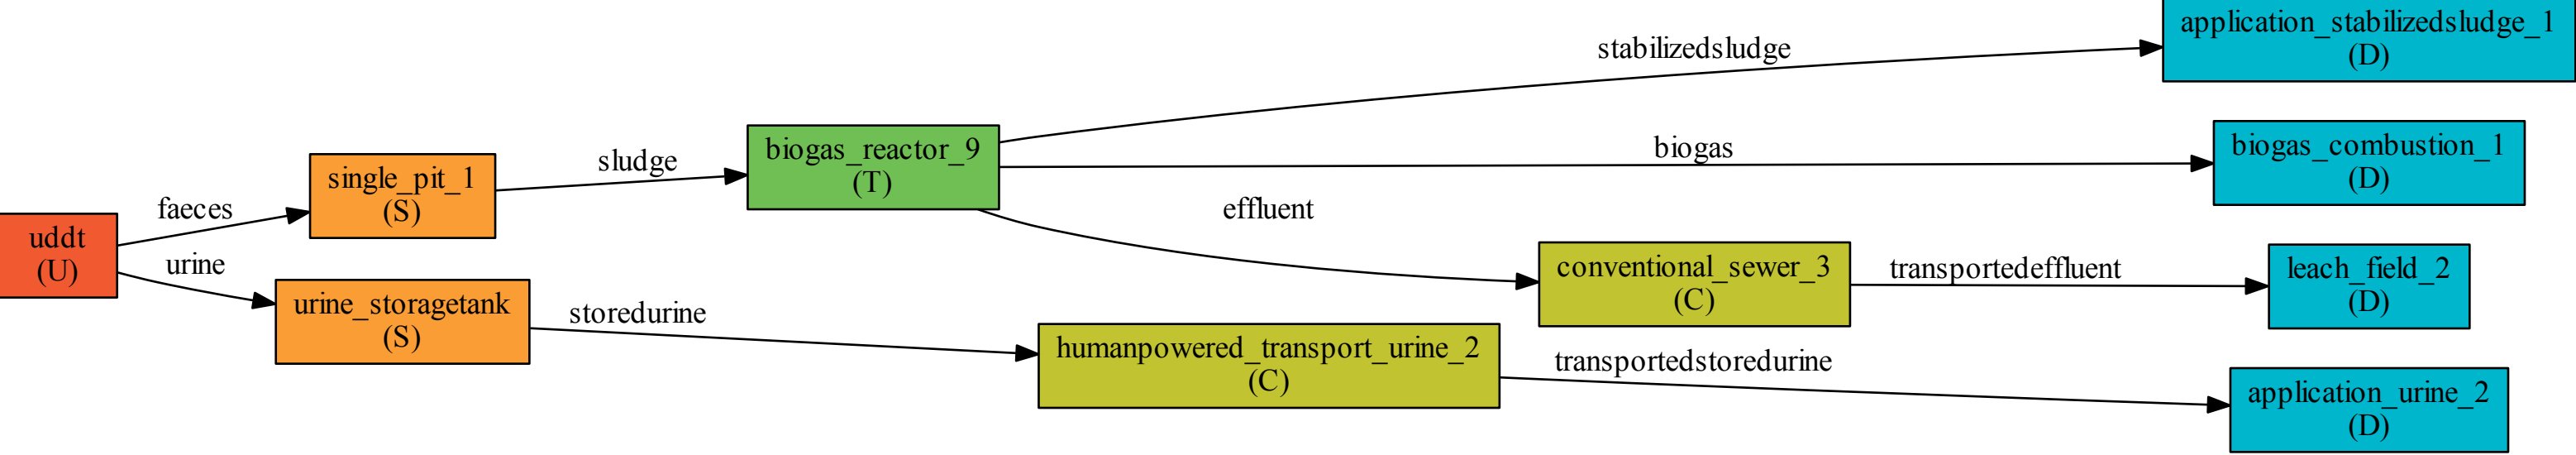 uddt
(U)
faeces
urine
single_pit_1
(S)
urine_storagetank
(S)
sludge
storedurine
biogas_reactor_9
(T)
humanpowered_transport_urine_2
(C)
stabilizedsludge
biogas
effluent
conventional_sewer_3
(C)
transportedeffluent
transportedstoredurine
application_stabilizedsludge_1
(D)
biogas_combustion_1
(D)
leach_field_2
(D)
application_urine_2
(D)